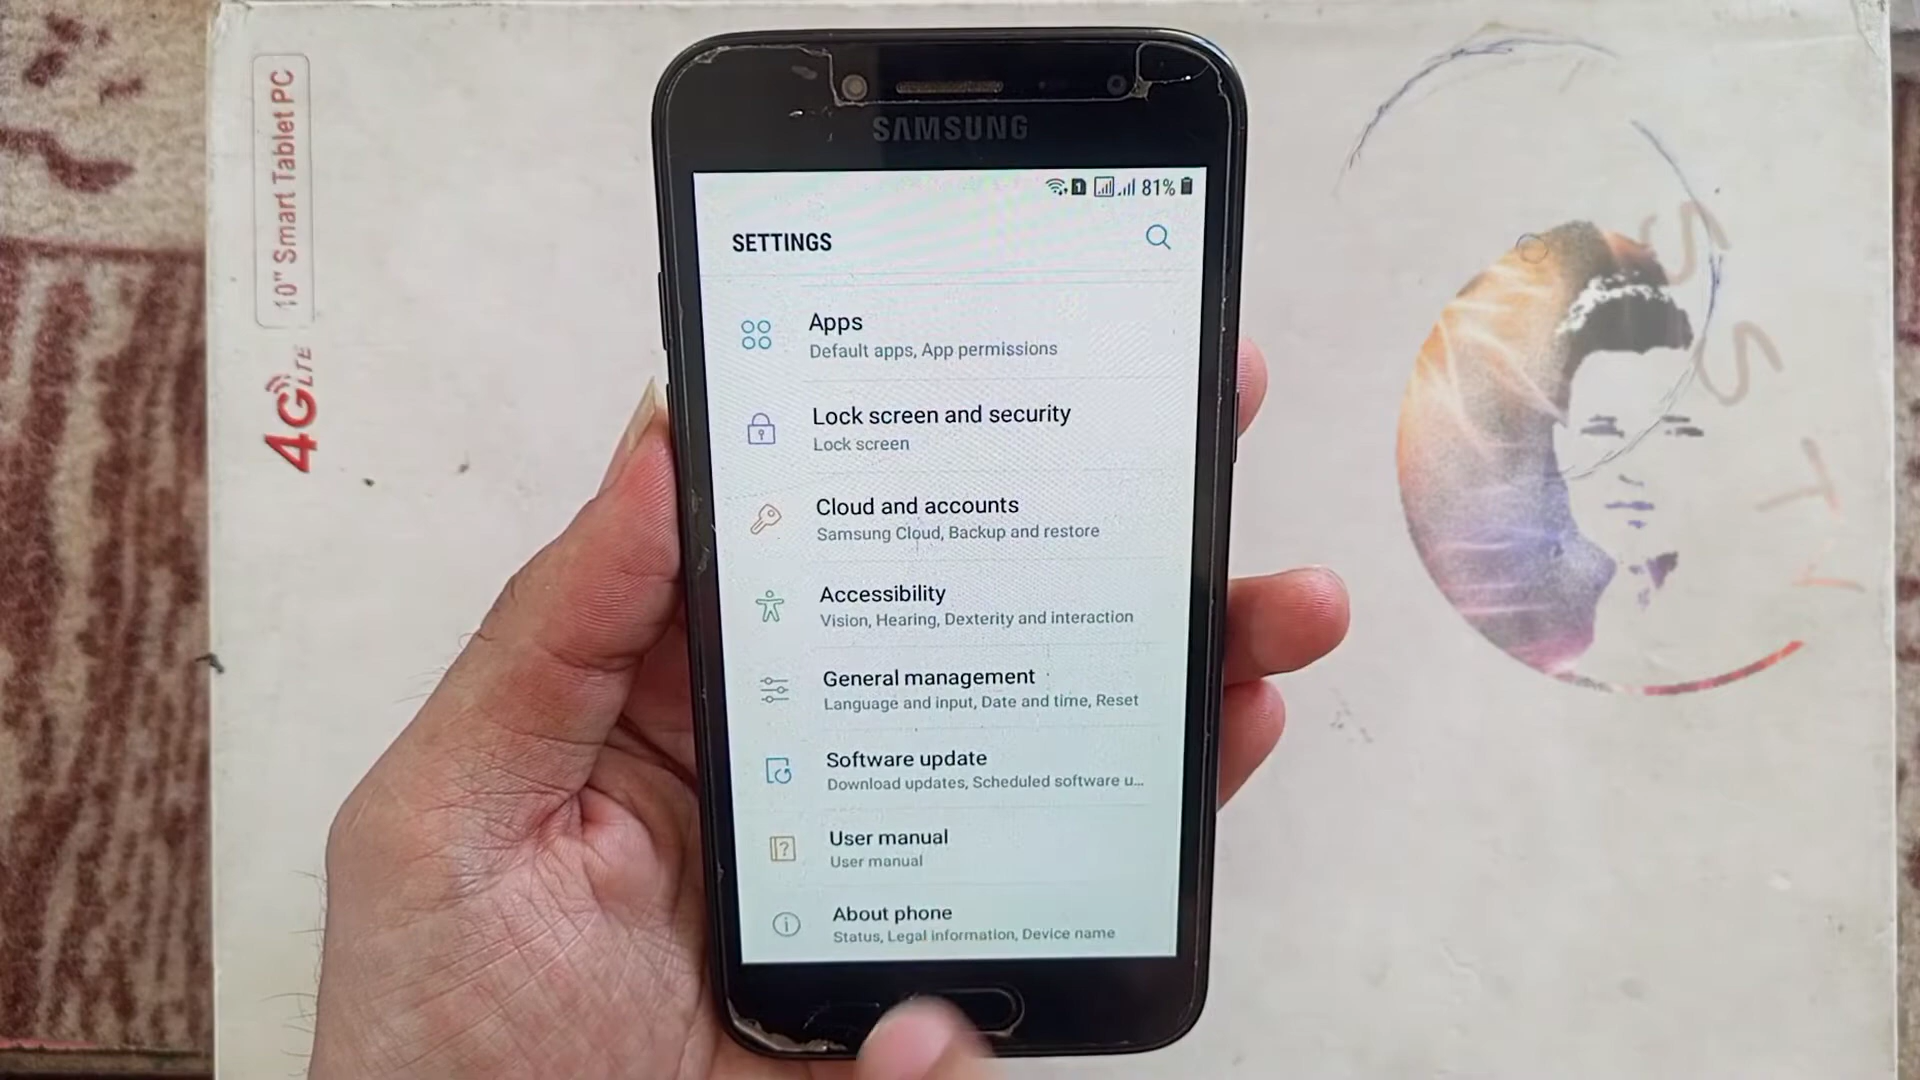 10" Smart Tablet PC
4G LTE
SAMSUNG
1
81%
SETTINGS
Apps
Default apps, App permissions
Lock screen and security
Lock screen
Cloud and accounts
Samsung Cloud, Backup and restore
Accessibility
Vision, Hearing, Dexterity and interaction
General management
Language and input, Date and time, Reset
Software update
Download updates, Scheduled software u...
User manual
User manual
About phone
Status, Legal information, Device name
S
S
T